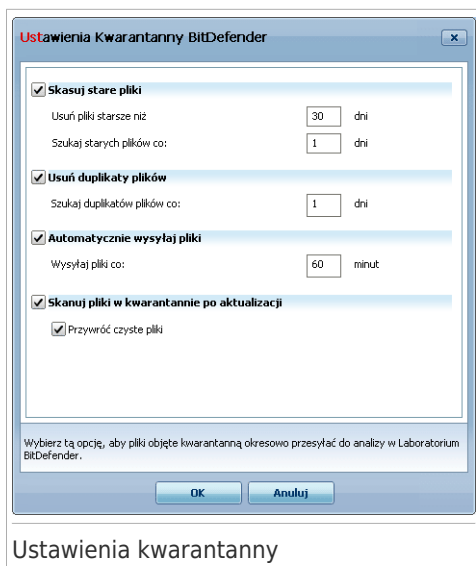 Ustawienia Kwarantanny BitDefender
Skasuj stare pliki
Usuń pliki starsze niż 30 dni
Szukaj starych plików co: 1 dni
Usuń duplikaty plików
Szukaj duplikatów plików co: 1 dni
Automatycznie wysyłaj pliki
Wysyłaj pliki co: 60 minut
Skanuj pliki w kwarantannie po aktualizacji
Przywróć czyste pliki
Wybierz tą opcję, aby pliki objęte kwarantanną okresowo przesyłać do analizy w Laboratorium
BitDefender.
OK Anuluj
Ustawienia kwarantanny